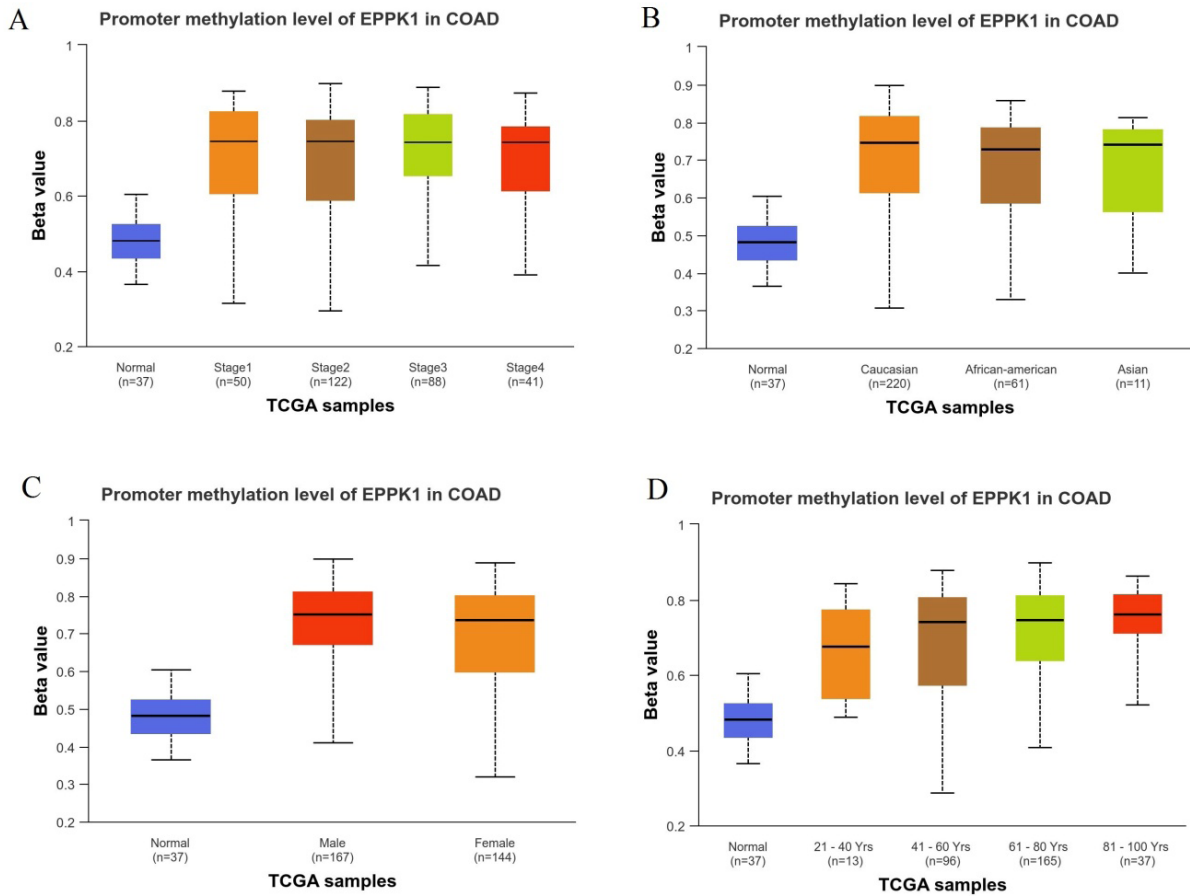 A
Promoter methylation level of EPPK1 in COAD
1
0.8
0.6
0.4
0.2
Beta value
Normal
(n=37)
Stage1
(n=50)
Stage2
(n=122)
Stage3
(n=88)
Stage4
(n=41)
TCGA samples
B
Promoter methylation level of EPPK1 in COAD
1
0.9
0.8
0.7
0.6
0.5
0.4
0.3
0.2
Beta value
Normal
(n=37)
Caucasian
(n=220)
African-american
(n=61)
Asian
(n=11)
TCGA samples
C
Promoter methylation level of EPPK1 in COAD
1
0.9
0.8
0.7
0.6
0.5
0.4
0.3
0.2
Beta value
Normal
(n=37)
Male
(n=167)
Female
(n=144)
TCGA samples
D
Promoter methylation level of EPPK1 in COAD
1
0.8
0.6
0.4
0.2
Beta value
Normal
(n=37)
21 - 40 Yrs
(n=13)
41 - 60 Yrs
(n=96)
61 - 80 Yrs
(n=165)
81 - 100 Yrs
(n=37)
TCGA samples